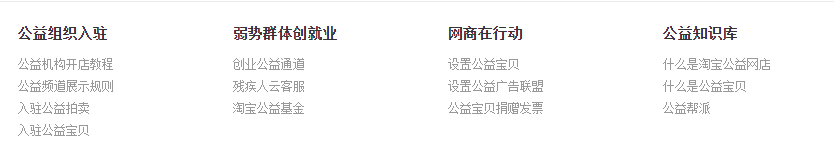 公益组织入驻
公益机构开店教程
公益频道展示规则
入驻公益拍卖
入驻公益宝贝
弱势群体创就业
创业公益通道
残疾人云客服
淘宝公益基金
网商在行动
设置公益宝贝
设置公益广告联盟
公益宝贝捐赠发票
公益知识库
什么是淘宝公益网店
什么是公益宝贝
公益帮派